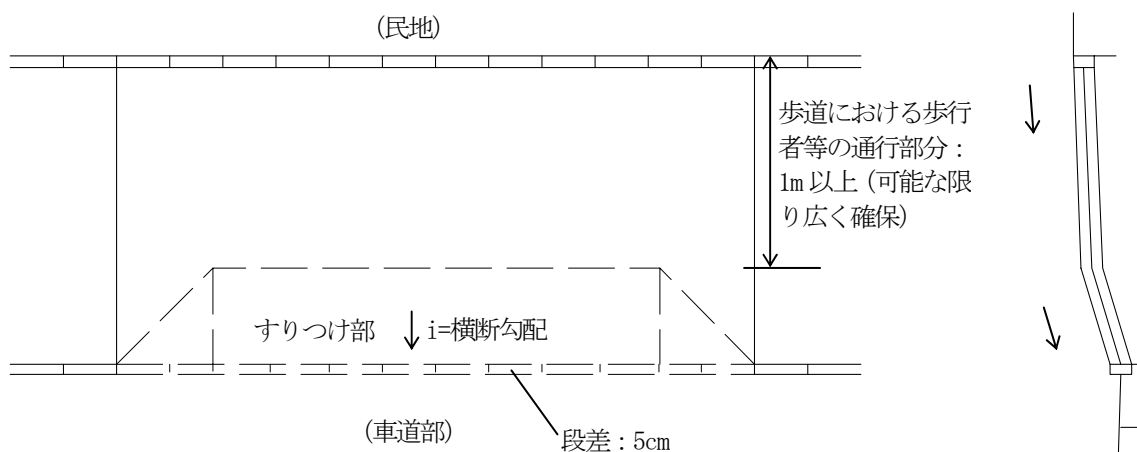 (民地)
歩道における歩行
者等の通行部分：
1m 以上（可能な限
り広く確保）
すりつけ部
i=横断勾配
(車道部)
段差：5cm